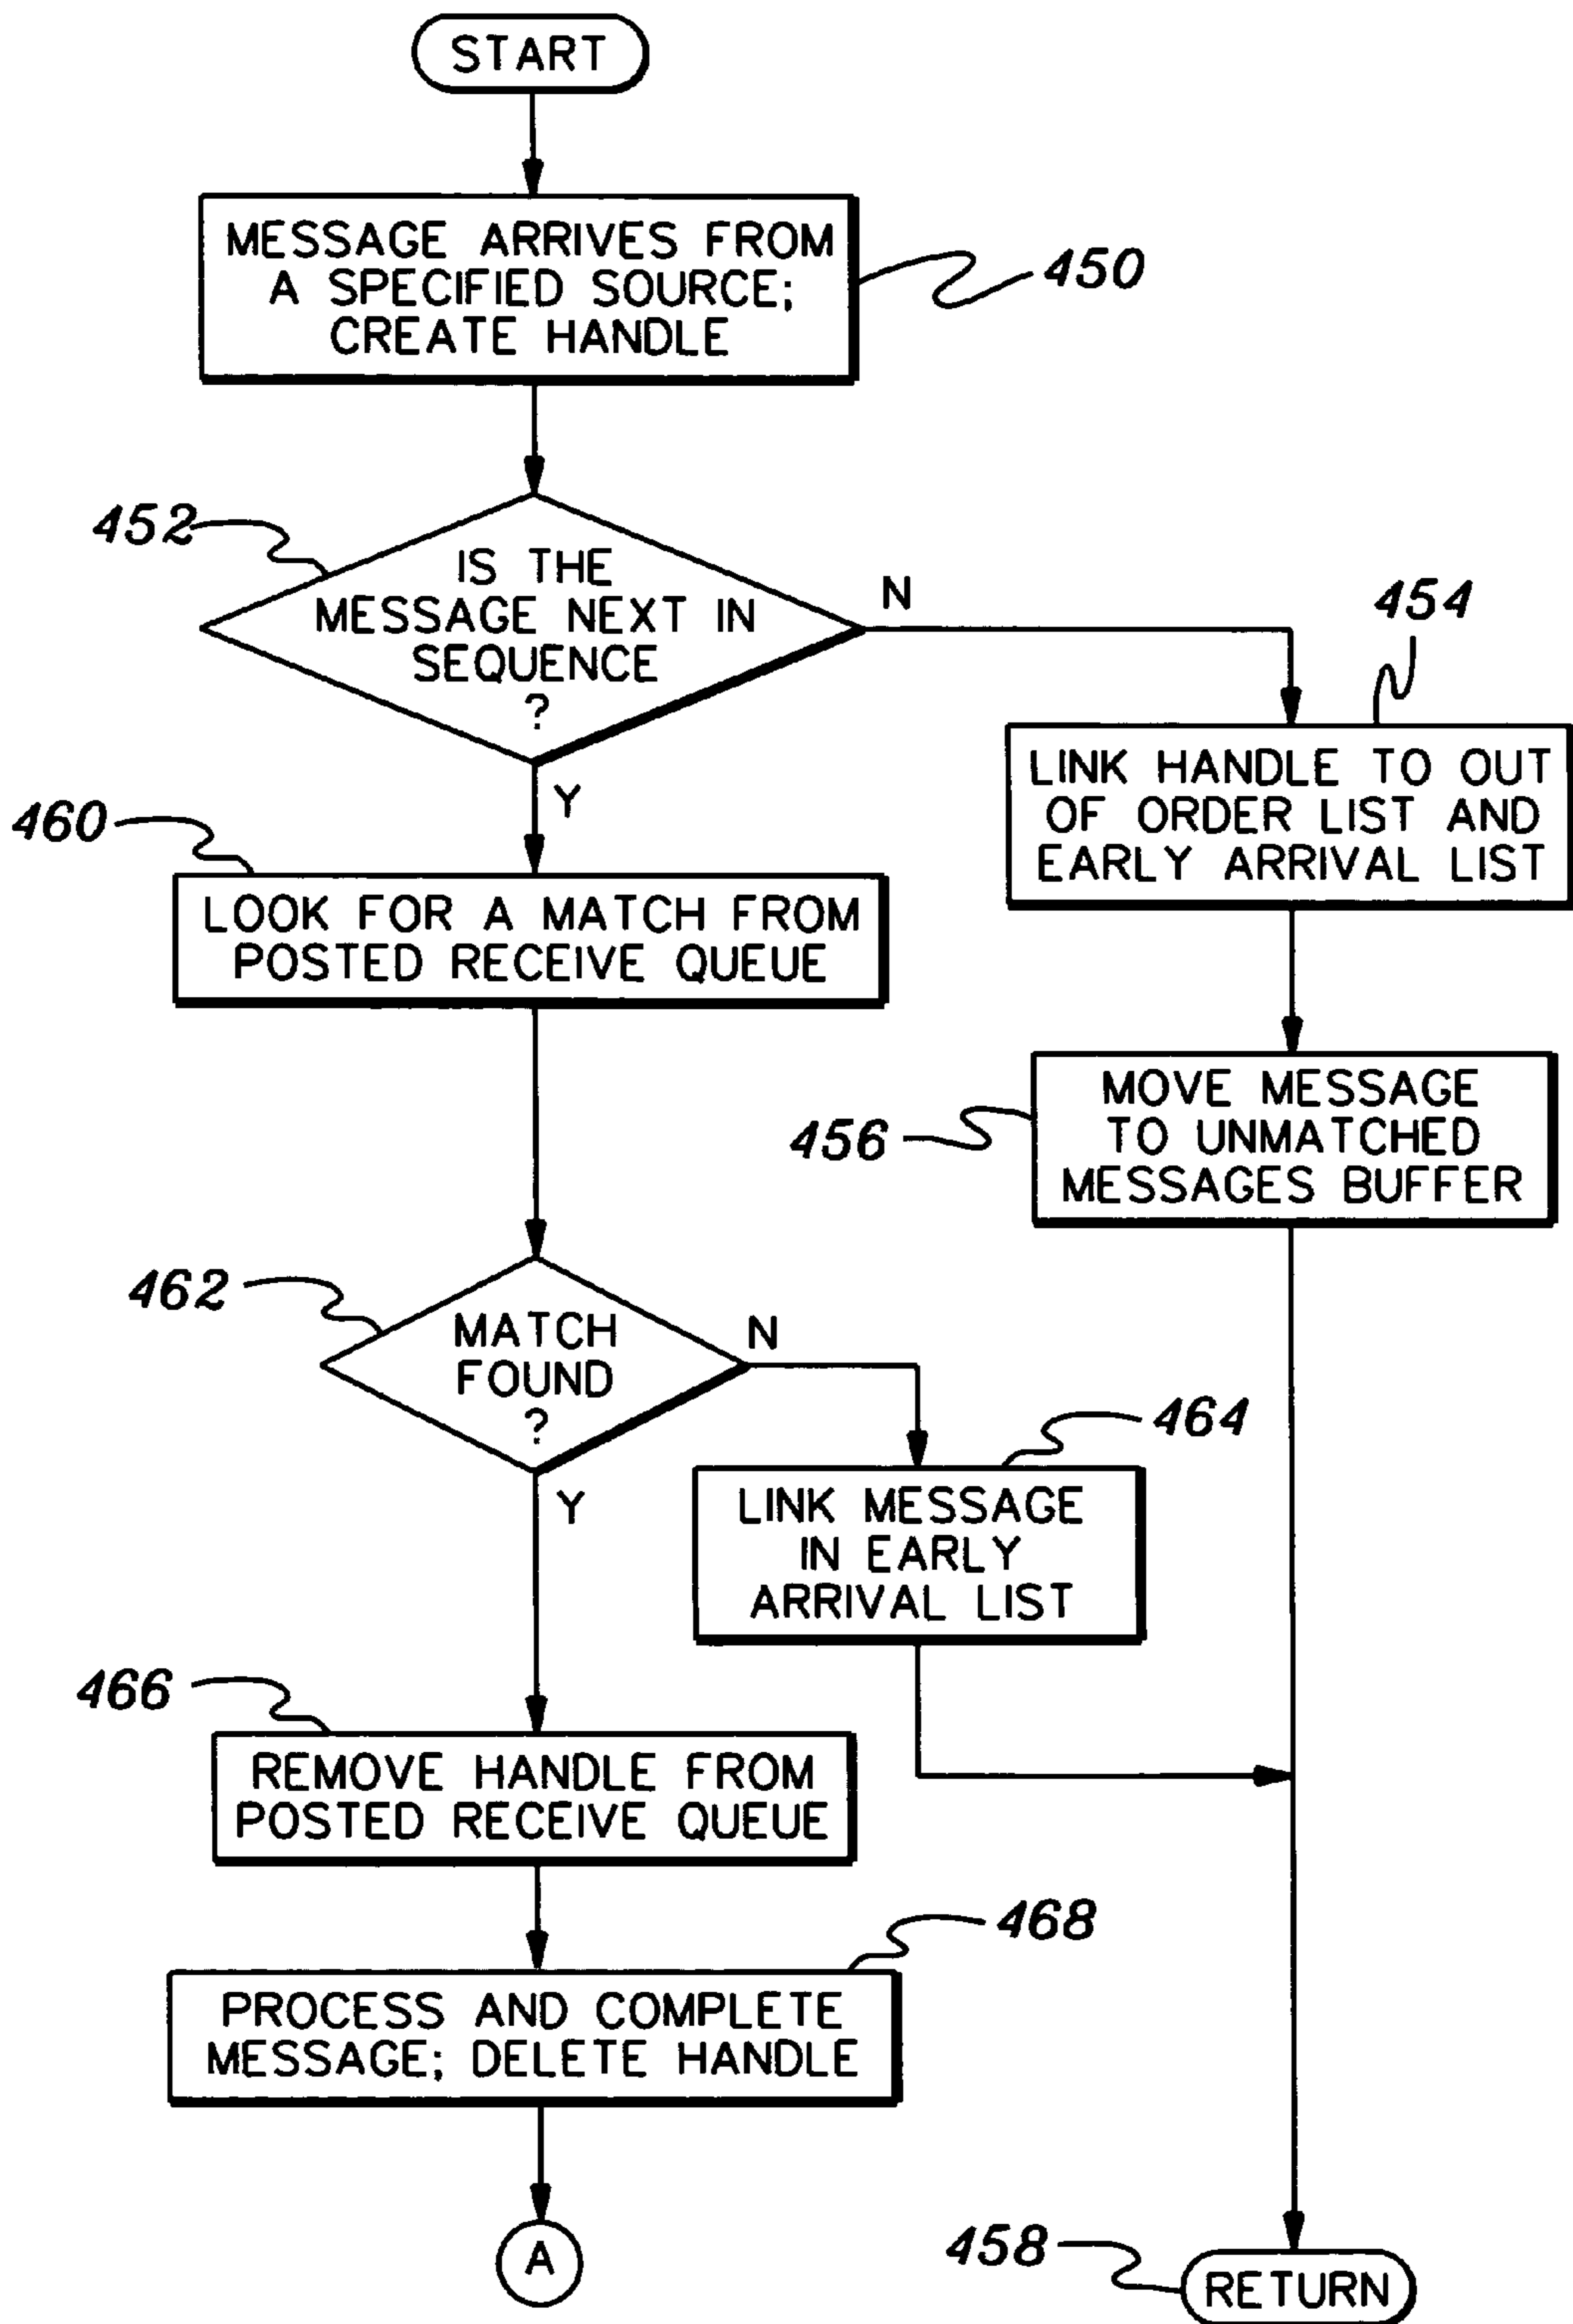 START
MESSAGE ARRIVES FROM
A SPECIFIED SOURCE;
CREATE HANDLE
450
452
IS THE
MESSAGE NEXT IN
SEQUENCE
?
N
Y
454
LINK HANDLE TO OUT
OF ORDER LIST AND
EARLY ARRIVAL LIST
460
LOOK FOR A MATCH FROM
POSTED RECEIVE QUEUE
456
MOVE MESSAGE
TO UNMATCHED
MESSAGES BUFFER
462
MATCH
FOUND
?
N
Y
464
LINK MESSAGE
IN EARLY
ARRIVAL LIST
466
REMOVE HANDLE FROM
POSTED RECEIVE QUEUE
468
PROCESS AND COMPLETE
MESSAGE; DELETE HANDLE
A
458
RETURN